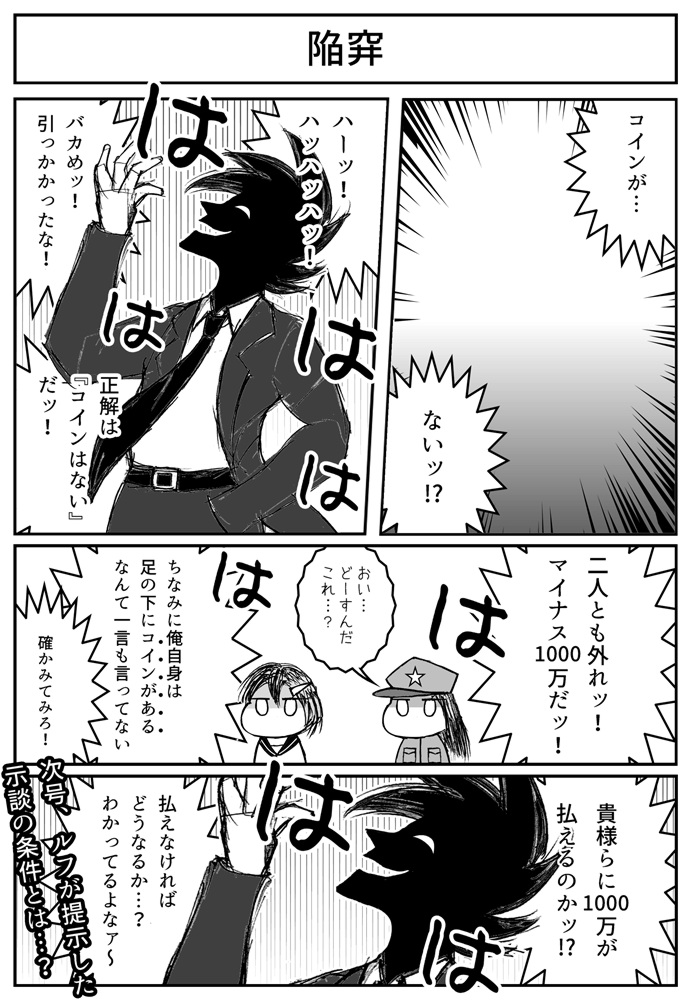 陥穽
コインが…
ないッ!?
ハーッ!
ハッハッハッ!
バカめッ!
引っかかったな!
は
は
は
は
正解は
『コインはない』
だッ!
二人とも外れッ!
マイナス
1000万だッ!
は
おい…
どーすんだ
これ…?
は
ちなみに俺自身は
足の下にコインがある
なんて一言も言ってない
確かみてみろ!
貴様らに1000万が
払えるのかッ!?
は
は
払えなければ
どうなるか…?
わかってるよなァ〜
次号、ルフが提示した
示談の条件とは…?